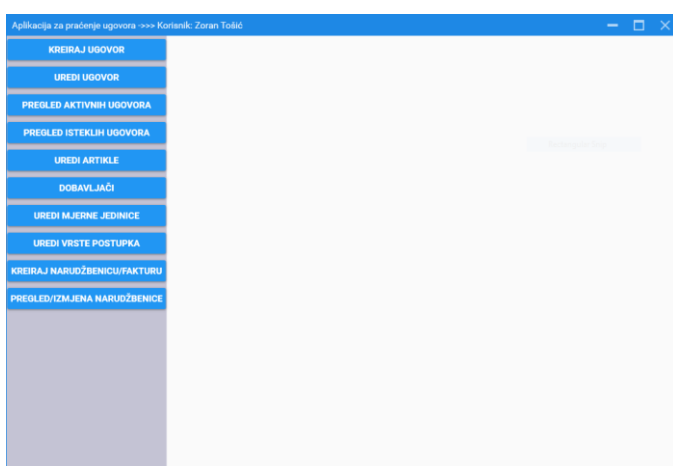 Aplikacija za praćenje ugovora ->>> Korisnik: Zoran Tošić
KREIRAJ UGOVOR
UREDI UGOVOR
PREGLED AKTIVNIH UGOVORA
PREGLED ISTEKLIH UGOVORA
UREDI ARTIKLE
DOBAVLJAČI
UREDI MJERNE JEDINICE
UREDI VRSTE POSTUPKA
KREIRAJ NARUDŽBENICU/FAKTURU
PREGLED/IZMJENA NARUDŽBENICE